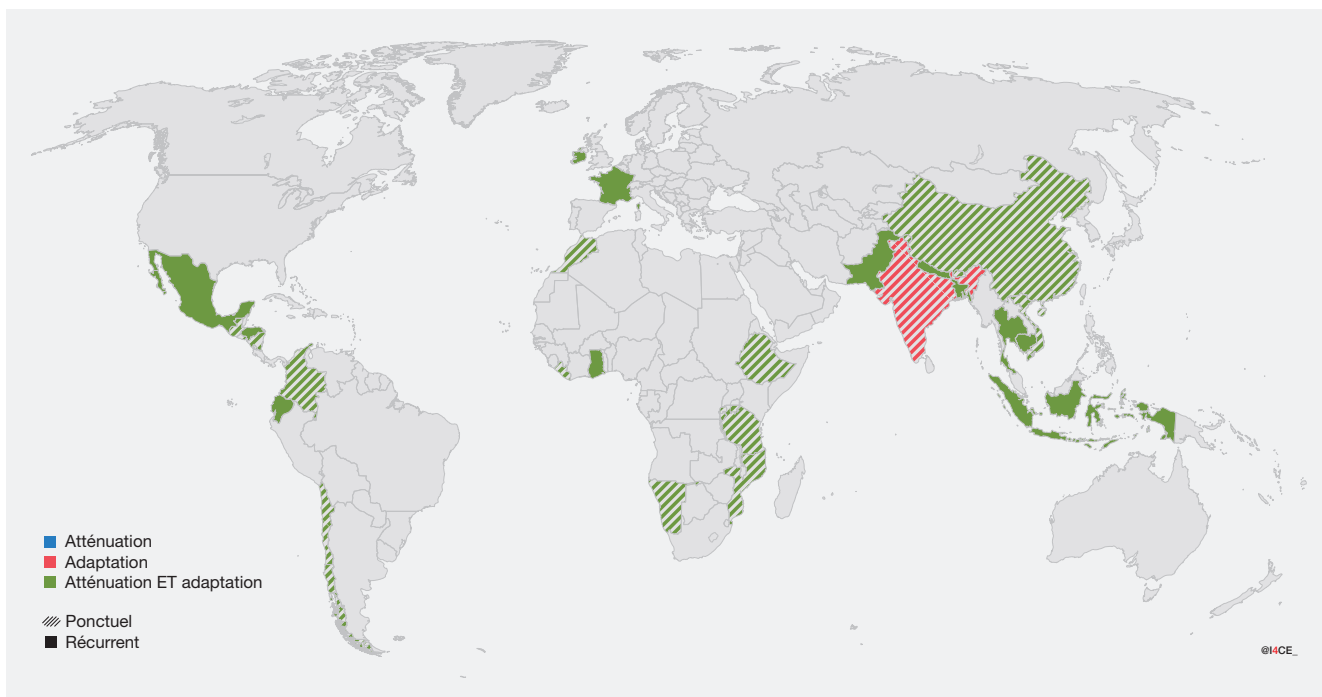 Atténuation
Adaptation
Atténuation ET adaptation
Ponctuel
Récurrent
@I4CE_